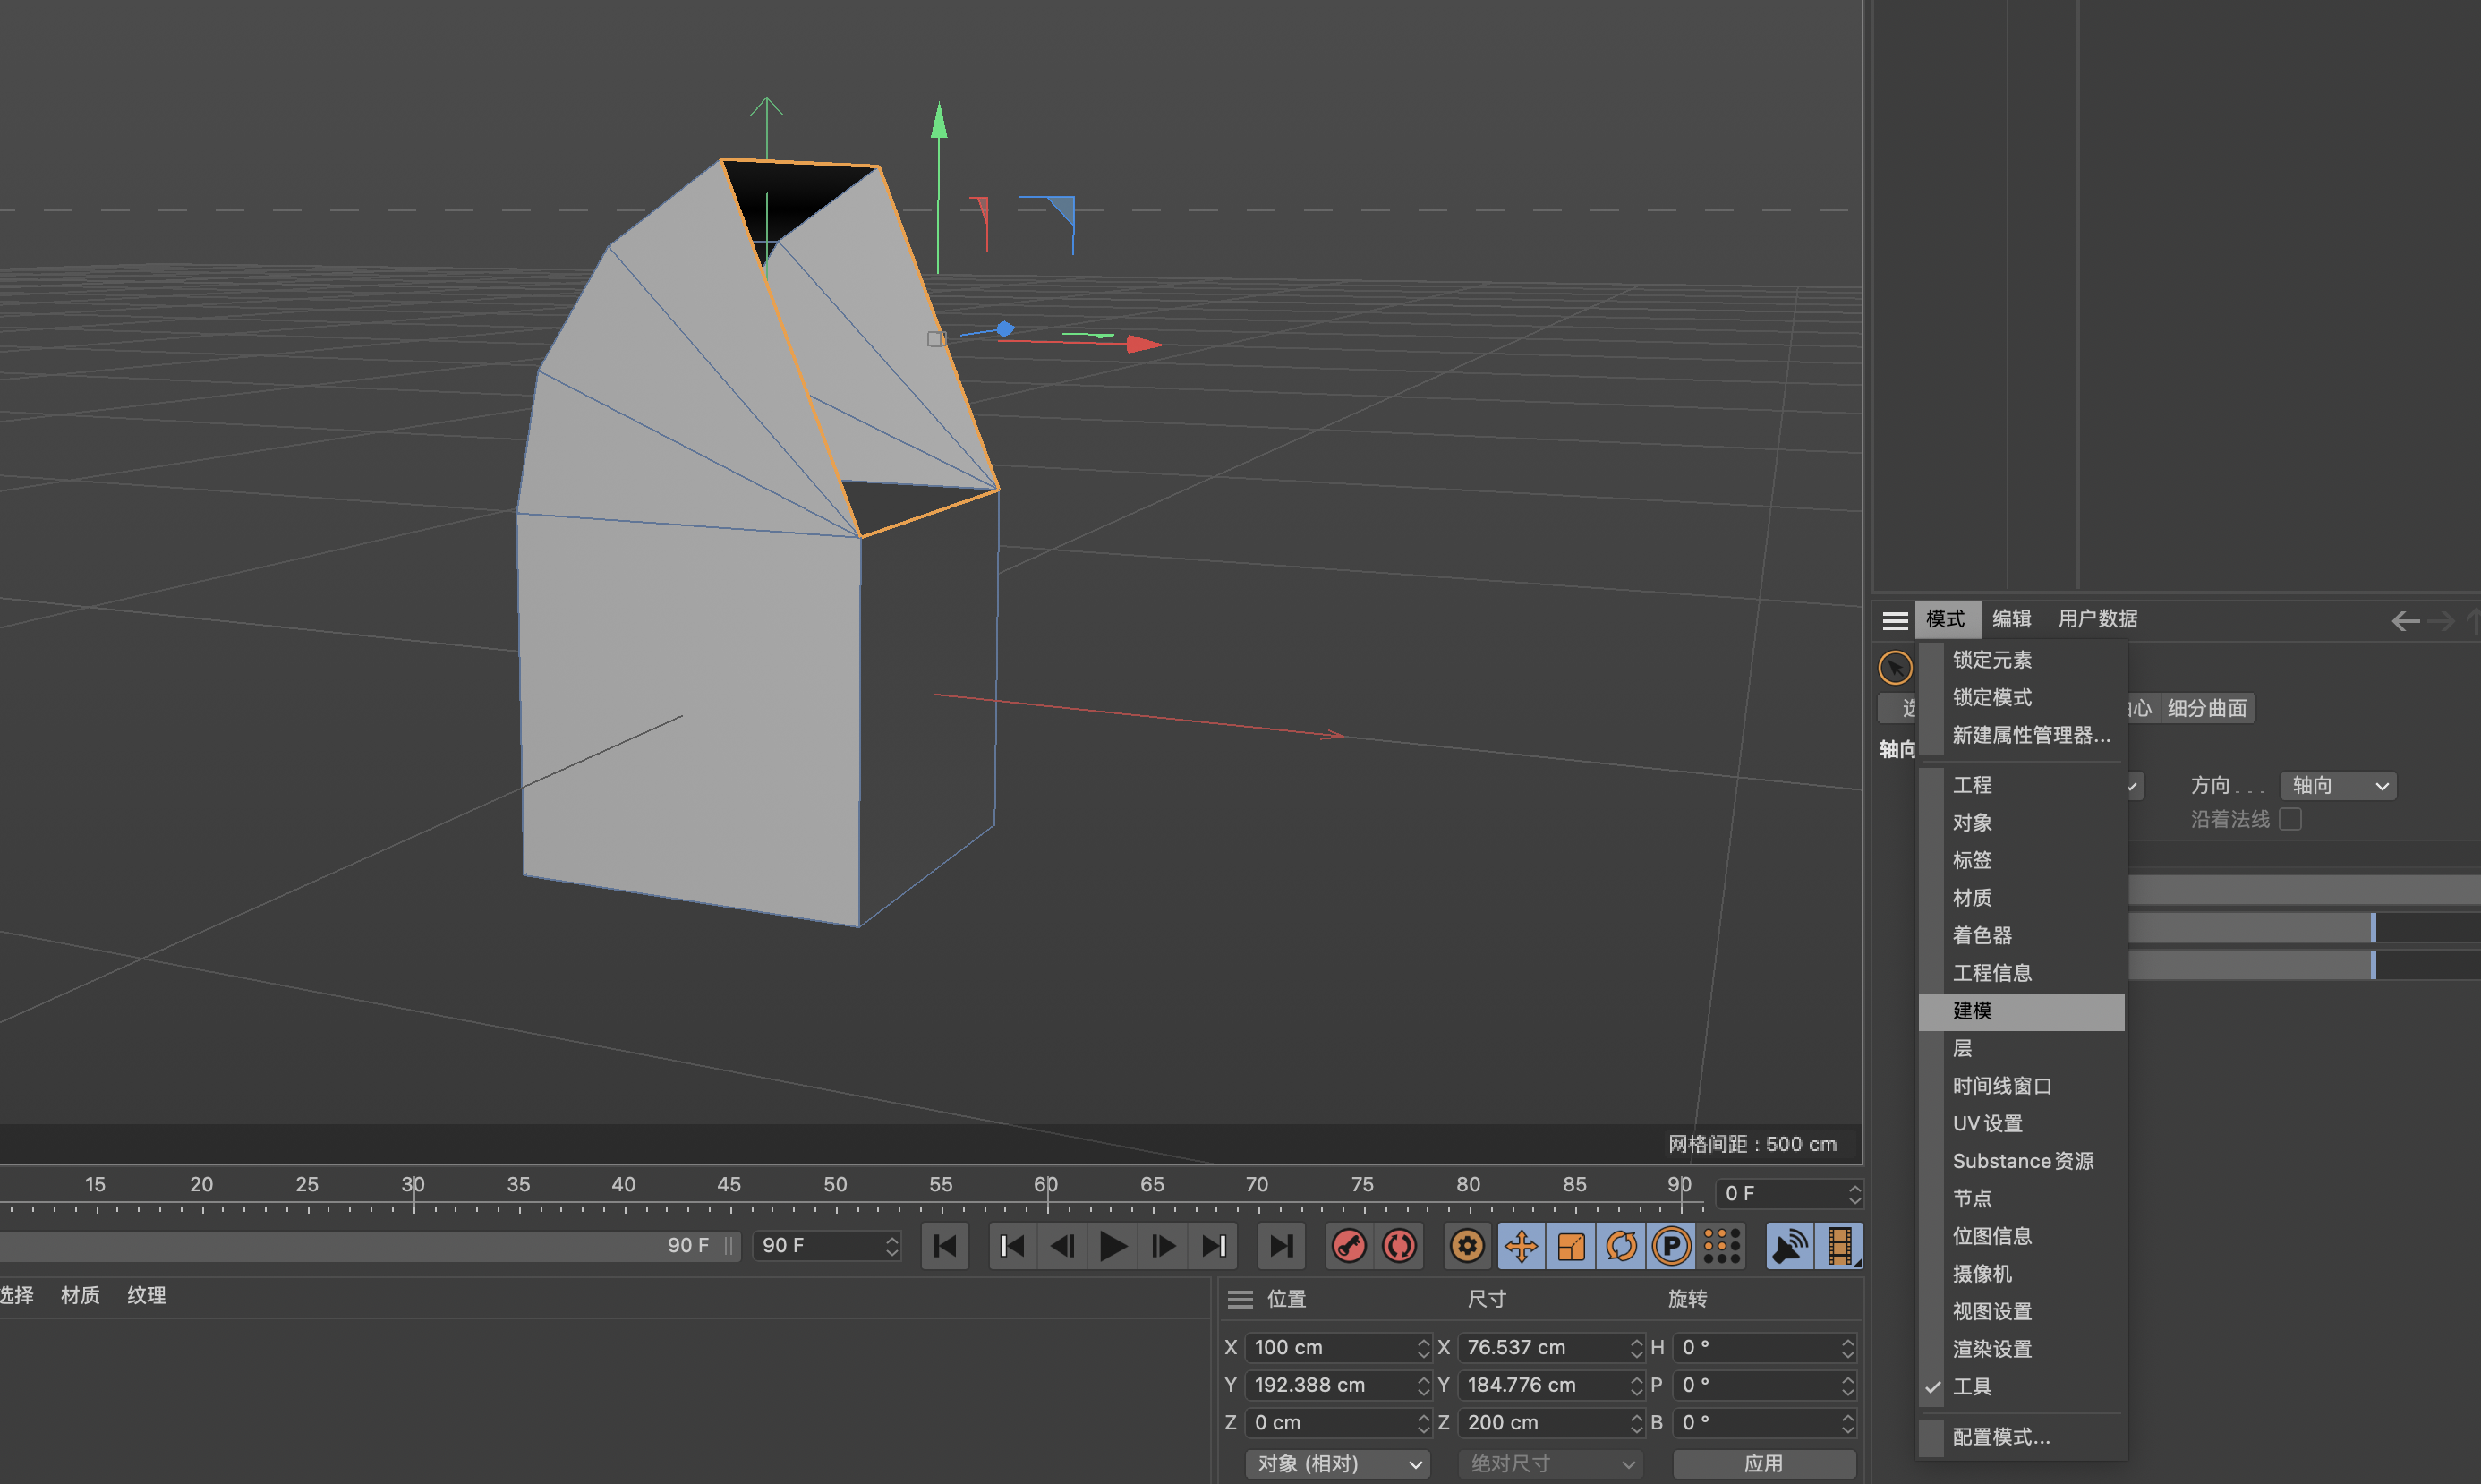 模式 编辑 用户数据
锁定元素
锁定模式
新建属性管理器...
心 细分曲面
轴向
方向 . . . 轴向
沿着法线
工程
对象
标签
材质
着色器
工程信息
建模
层
时间线窗口
UV 设置
Substance 资源
节点
位图信息
摄像机
视图设置
渲染设置
工具
配置模式...
网格间距 : 500 cm
15 20 25 30 35 40 45 50 55 60 65 70 75 80 85 90 0 F
90 F 90 F
P
选择 材质 纹理
位置 尺寸 旋转
X 100 cm X 76.537 cm H 0 °
Y 192.388 cm Y 184.776 cm P 0 °
Z 0 cm Z 200 cm B 0 °
对象 (相对) 绝对尺寸 应用